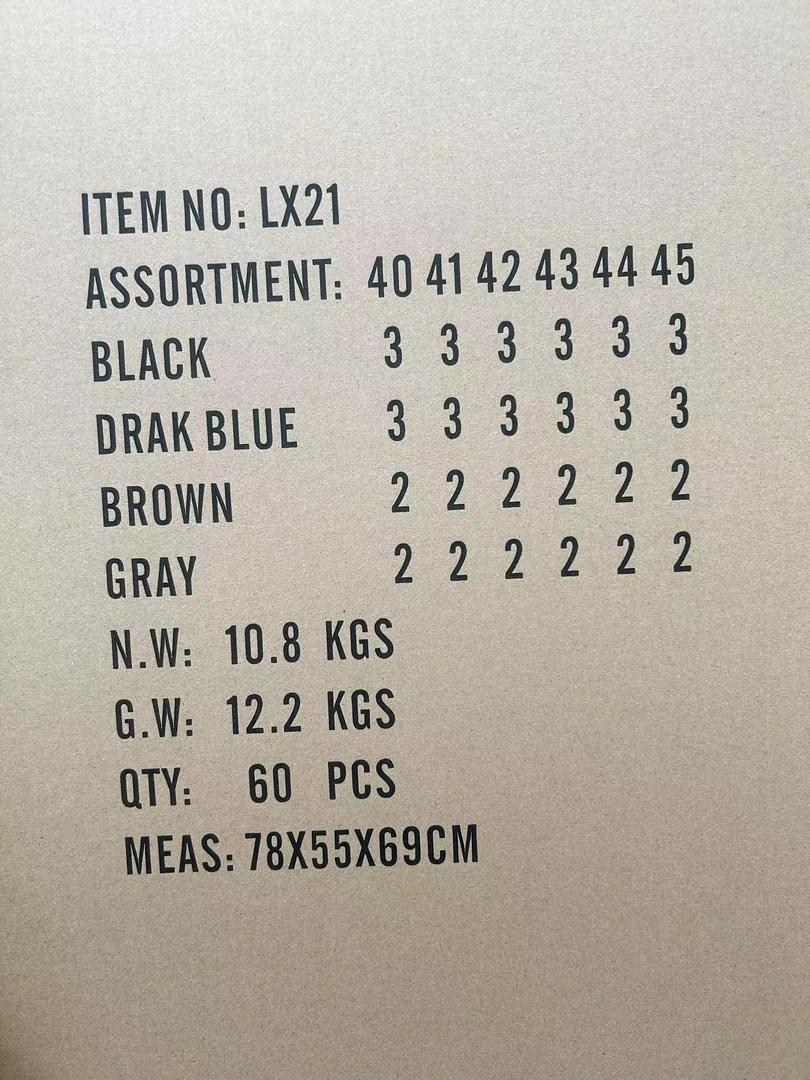 ITEM NO: LX21
ASSORTMENT: 40 41 42 43 44 45
BLACK 3 3 3 3 3 3
DRAK BLUE 3 3 3 3 3 3
BROWN 2 2 2 2 2 2
GRAY 2 2 2 2 2 2
N.W: 10.8 KGS
G.W: 12.2 KGS
QTY: 60 PCS
MEAS: 78X55X69CM